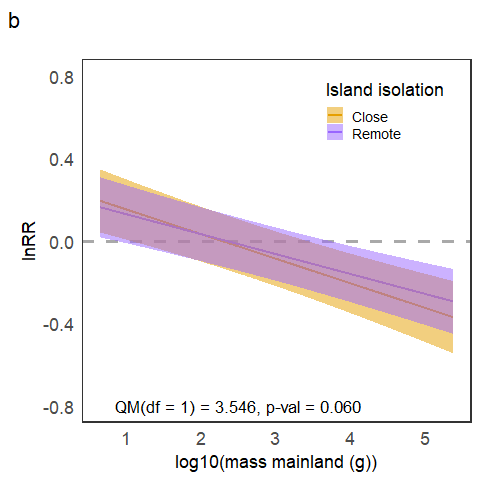 b
Island isolation
Close
Remote
0.8
0.4
0.0
-0.4
-0.8
lnRR
QM(df = 1) = 3.546, p-val = 0.060
1 2 3 4 5
log10(mass mainland (g))